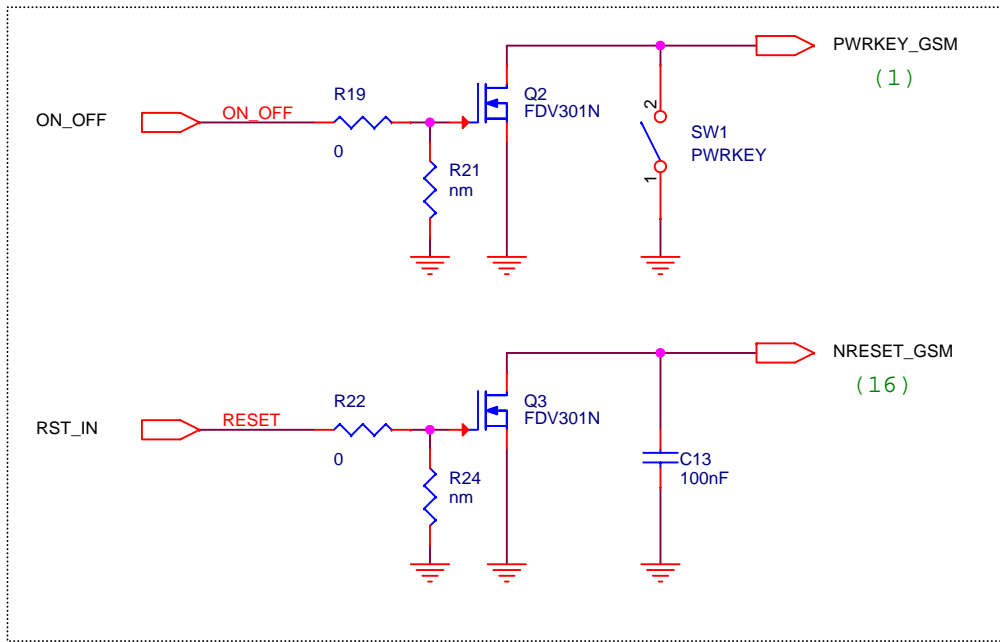 ON_OFF
ON_OFF
R19
0
R21
nm
Q2
FDV301N
2
1
SW1
PWRKEY
PWRKEY_GSM
(1)
RST_IN
RESET
R22
0
R24
nm
Q3
FDV301N
C13
100nF
NRESET_GSM
(16)